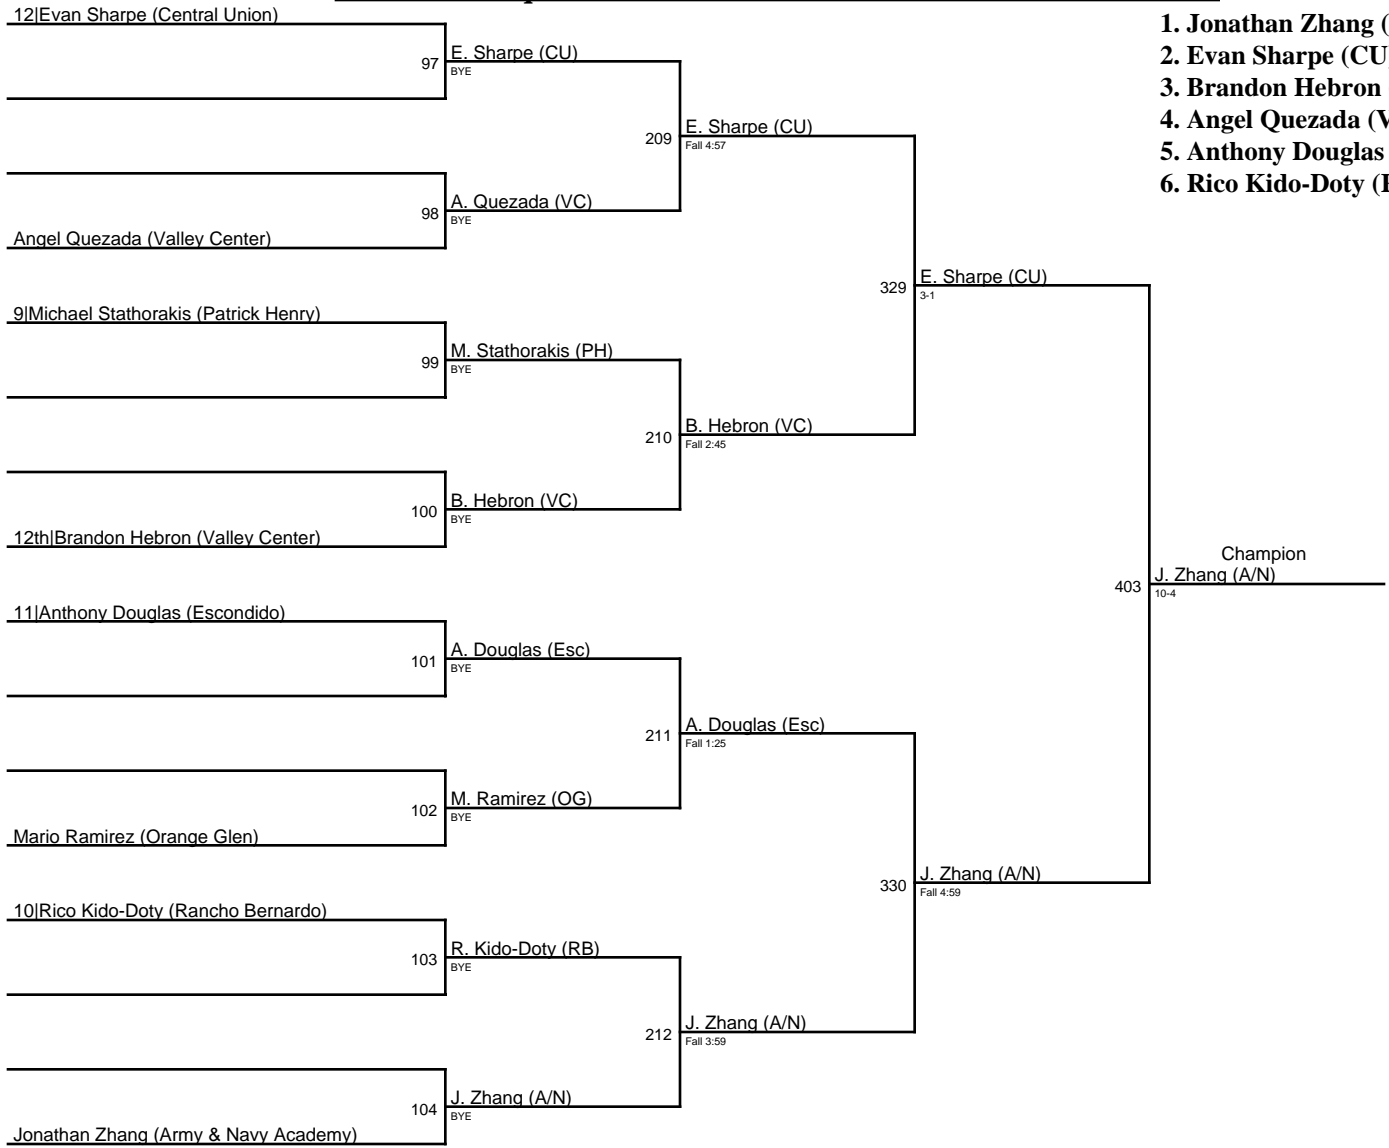 12|Evan Sharpe (Central Union)
97
E. Sharpe (CU)
BYE
209
E. Sharpe (CU)
Fall 4:57
98
A. Quezada (VC)
BYE
Angel Quezada (Valley Center)
329
E. Sharpe (CU)
3-1
9|Michael Stathorakis (Patrick Henry)
99
M. Stathorakis (PH)
BYE
210
B. Hebron (VC)
Fall 2:45
100
B. Hebron (VC)
BYE
12th|Brandon Hebron (Valley Center)
403
Champion
J. Zhang (A/N)
10-4
11|Anthony Douglas (Escondido)
101
A. Douglas (Esc)
BYE
211
A. Douglas (Esc)
Fall 1:25
102
M. Ramirez (OG)
BYE
Mario Ramirez (Orange Glen)
330
J. Zhang (A/N)
Fall 4:59
10|Rico Kido-Doty (Rancho Bernardo)
103
R. Kido-Doty (RB)
BYE
212
J. Zhang (A/N)
Fall 3:59
104
J. Zhang (A/N)
BYE
Jonathan Zhang (Army & Navy Academy)
1. Jonathan Zhang (
2. Evan Sharpe (CU
3. Brandon Hebron
4. Angel Quezada (V
5. Anthony Douglas
6. Rico Kido-Doty (